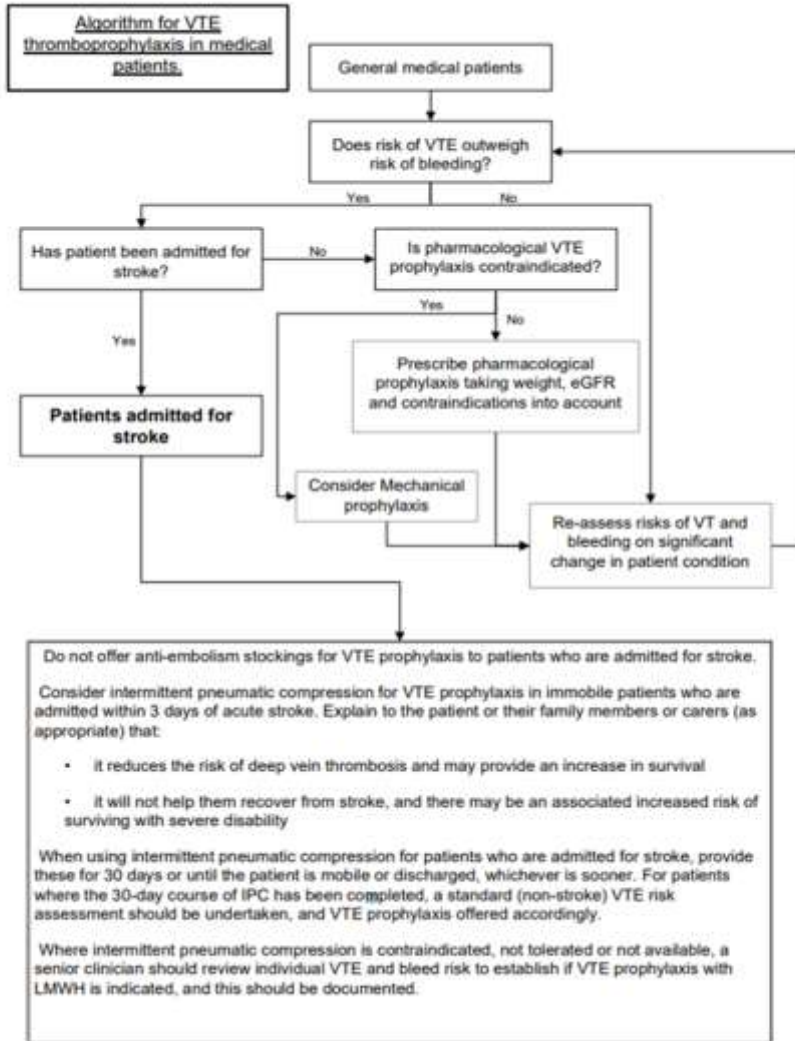 Algorithm for VTE
thromboprophylaxis in medical
patients.
General medical patients
Does risk of VTE outweigh
risk of bleeding?
Yes
No
Has patient been admitted for
stroke?
No
Is pharmacological VTE
prophylaxis contraindicated?
Yes
No
Yes
Prescribe pharmacological
prophylaxis taking weight, eGFR
and contraindications into account
Patients admitted for
stroke
Consider Mechanical
prophylaxis
Re-assess risks of VT and
bleeding on significant
change in patient condition
Do not offer anti-embolism stockings for VTE prophylaxis to patients who are admitted for stroke.
Consider intermittent pneumatic compression for VTE prophylaxis in immobile patients who are
admitted within 3 days of acute stroke. Explain to the patient or their family members or carers (as
appropriate) that:
• it reduces the risk of deep vein thrombosis and may provide an increase in survival
• it will not help them recover from stroke, and there may be an associated increased risk of
surviving with severe disability
When using intermittent pneumatic compression for patients who are admitted for stroke, provide
these for 30 days or until the patient is mobile or discharged, whichever is sooner. For patients
where the 30-day course of IPC has been completed, a standard (non-stroke) VTE risk
assessment should be undertaken, and VTE prophylaxis offered accordingly.
Where intermittent pneumatic compression is contraindicated, not tolerated or not available, a
senior clinician should review individual VTE and bleed risk to establish if VTE prophylaxis with
LMWH is indicated, and this should be documented.